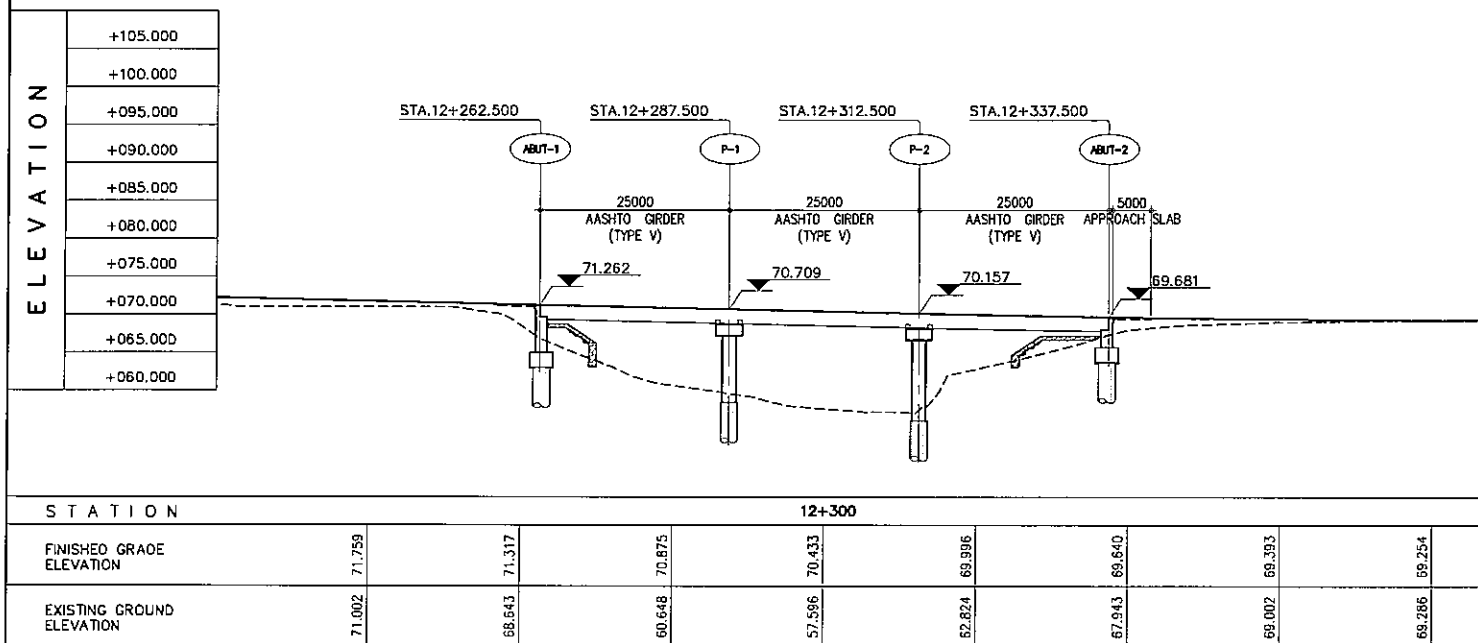 ELEVATION
+105.000
+100.000
+095.000
+090.000
+085.000
+080.000
+075.000
+070.000
+065.000
+060.000
STA.12+262.500
STA.12+287.500
STA.12+312.500
STA.12+337.500
ABUT-1
P-1
P-2
ABUT-2
25000
25000
25000
5000
AASHTO GIRDER
(TYPE V)
AASHTO GIRDER
(TYPE V)
AASHTO GIRDER
(TYPE V)
APPROACH SLAB
71.262
70.709
70.157
69.681
STATION
12+300
FINISHED GRADE
ELEVATION
71.759
71.317
70.875
70.433
69.996
69.640
69.393
69.254
EXISTING GROUND
ELEVATION
71.002
68.643
60.648
57.596
62.824
67.943
69.002
69.286